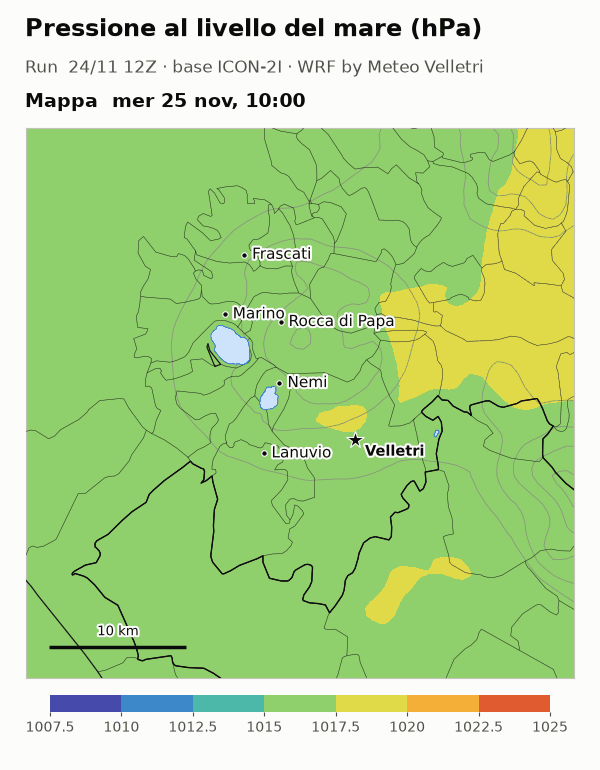 Pressione al livello del mare (hPa)
Run  24/11 12Z · base ICON-2I · WRF by Meteo Velletri
Mappa  mer 25 nov, 10:00
Frascati
Marino
Rocca di Papa
Nemi
Velletri
Lanuvio
10 km
1007.5 1010 1012.5 1015 1017.5 1020 1022.5 1025